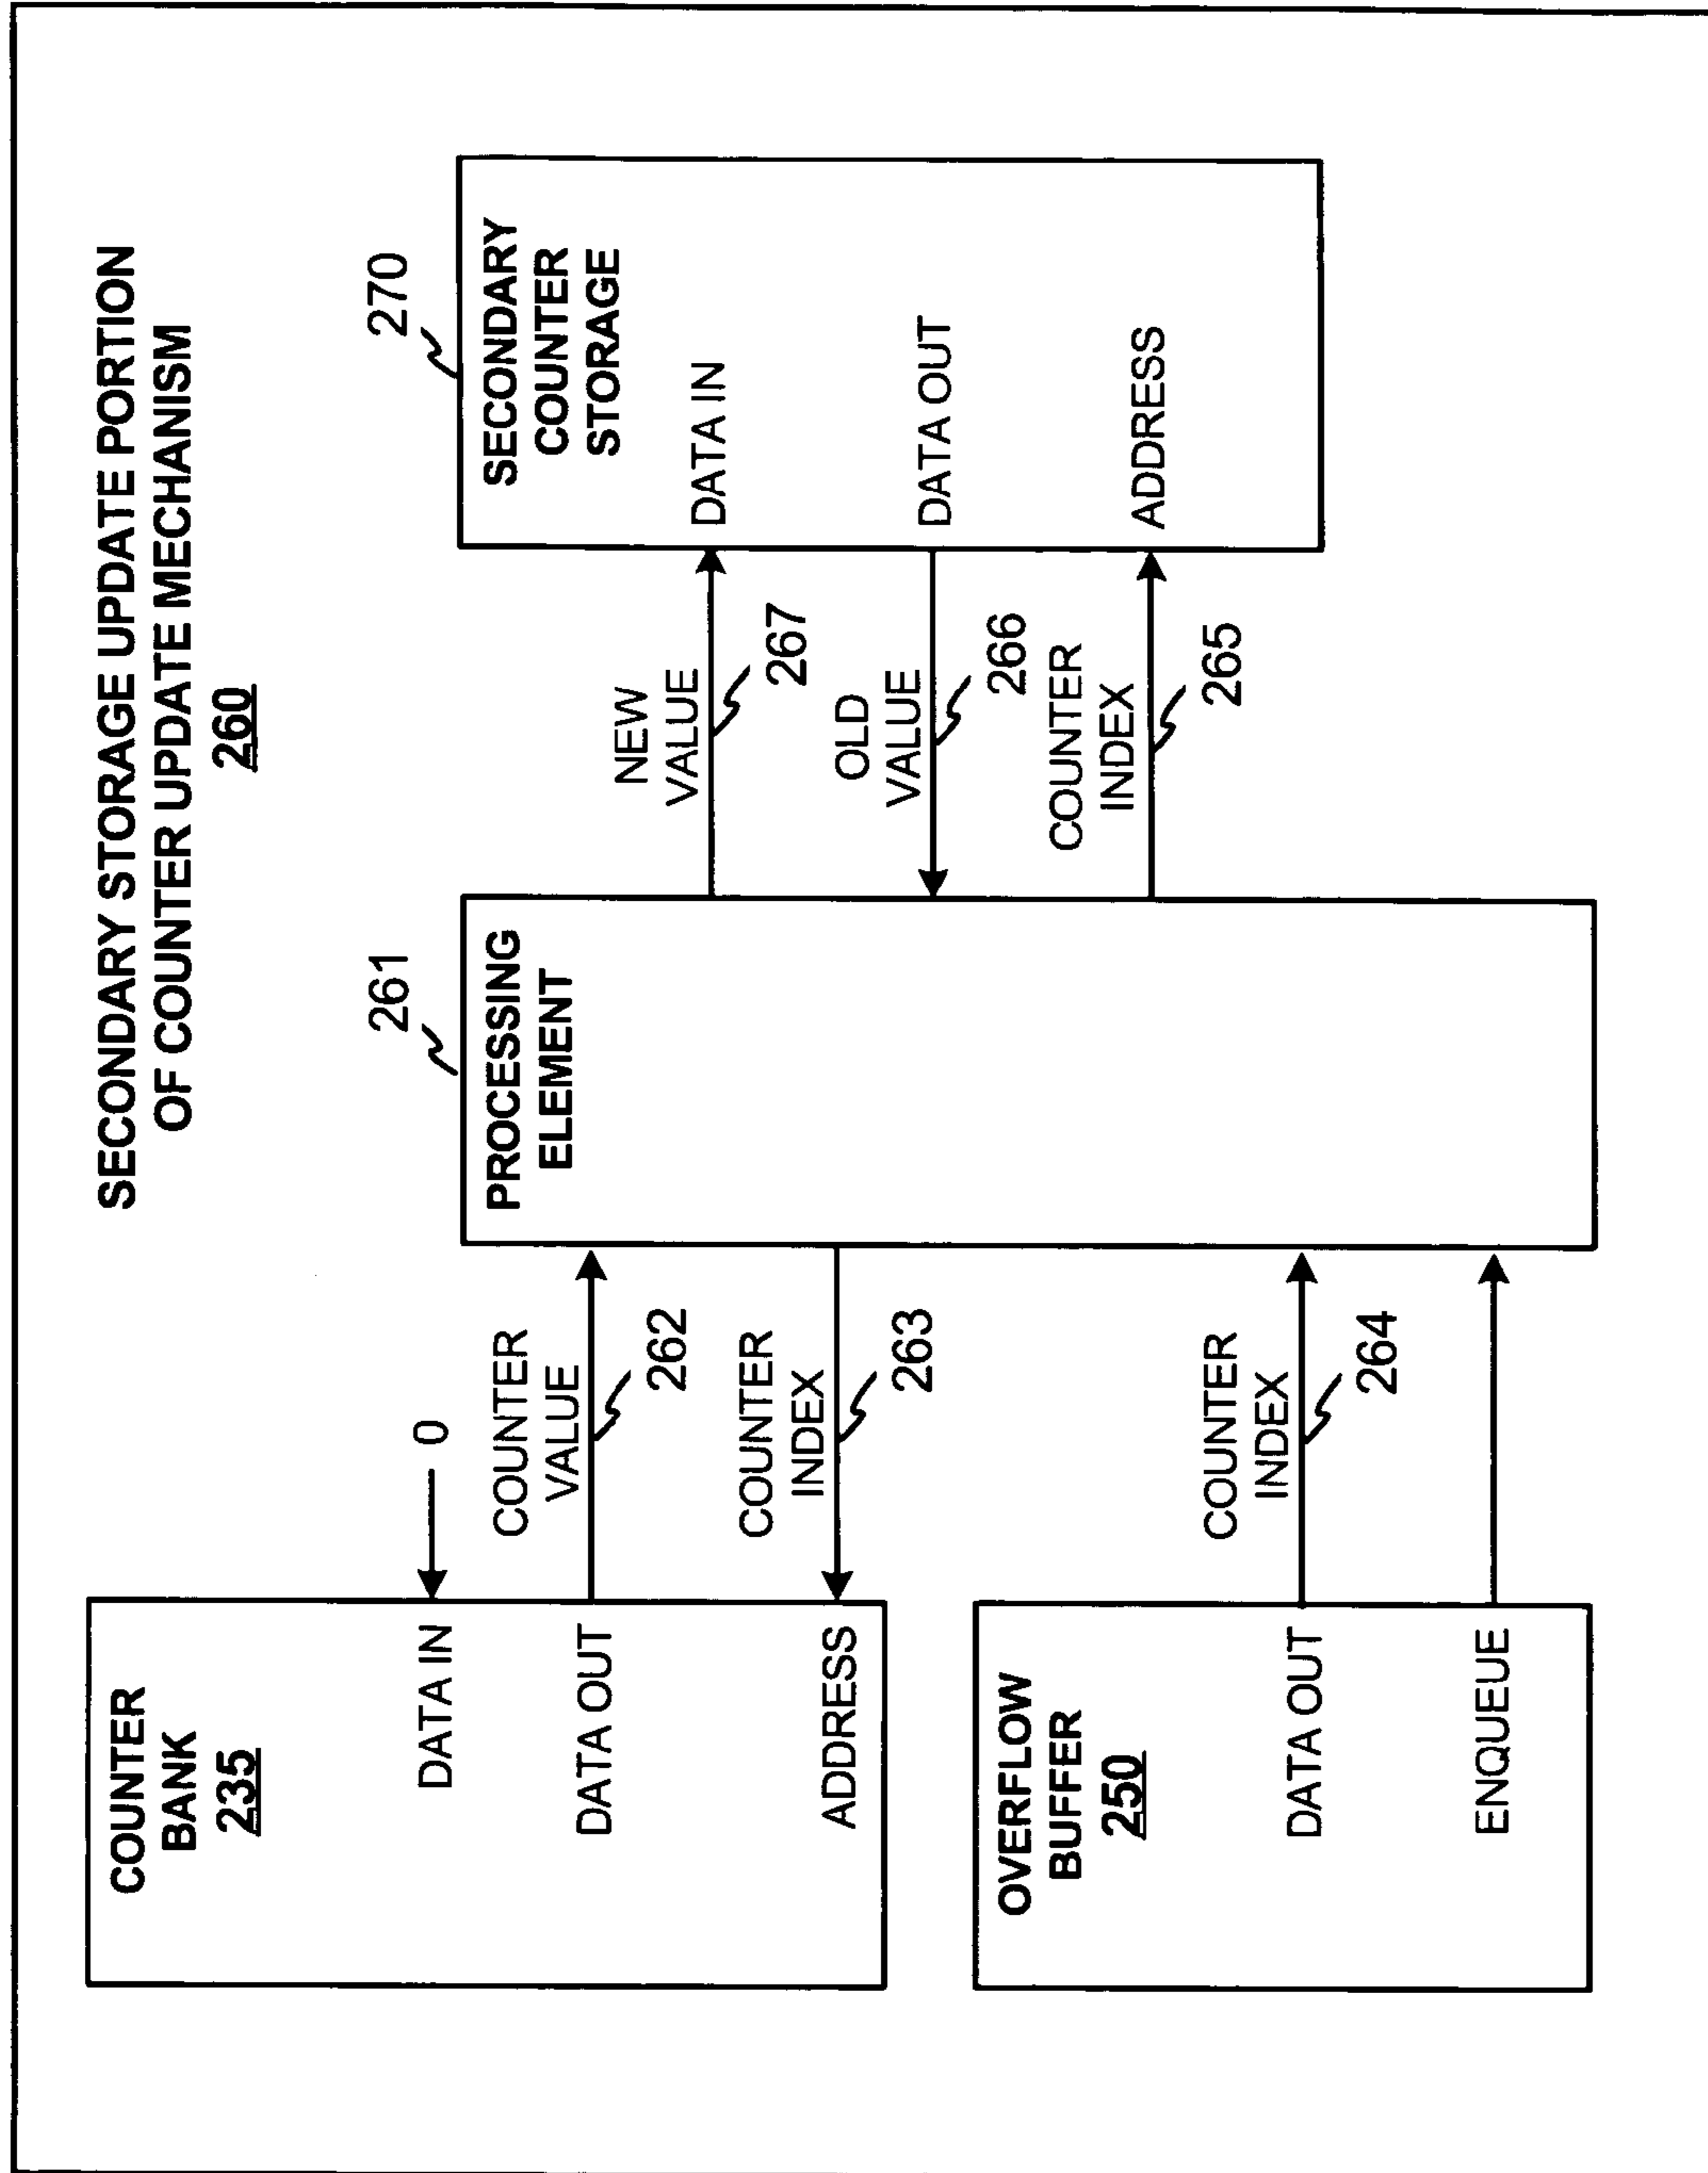 SECONDARY STORAGE UPDATE PORTION
OF COUNTER UPDATE MECHANISM
260
COUNTER
BANK
235
DATA IN
DATA OUT
ADDRESS
0
COUNTER
VALUE
262
COUNTER
INDEX
263
OVERFLOW
BUFFER
250
DATA OUT
ENQUEUE
COUNTER
INDEX
264
261
PROCESSING
ELEMENT
NEW
VALUE
267
OLD
VALUE
266
COUNTER
INDEX
265
270
SECONDARY
COUNTER
STORAGE
DATA IN
DATA OUT
ADDRESS